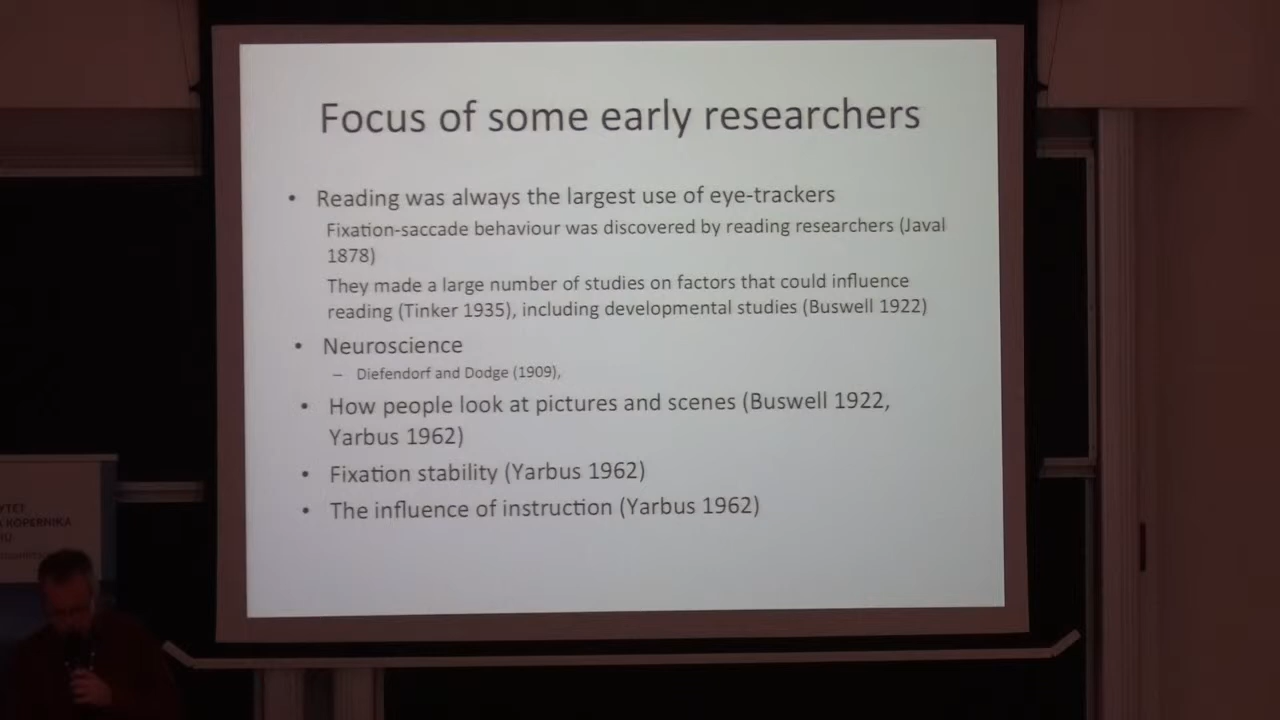 Focus of some early researchers
• Reading was always the largest use of eye-trackers
Fixation-saccade behaviour was discovered by reading researchers (Javal
1878)
They made a large number of studies on factors that could influence
reading (Tinker 1935), including developmental studies (Buswell 1922)
• Neuroscience
– Diefendorf and Dodge (1909),
• How people look at pictures and scenes (Buswell 1922,
Yarbus 1962)
• Fixation stability (Yarbus 1962)
• The influence of instruction (Yarbus 1962)
YTET
KOPERNIKA